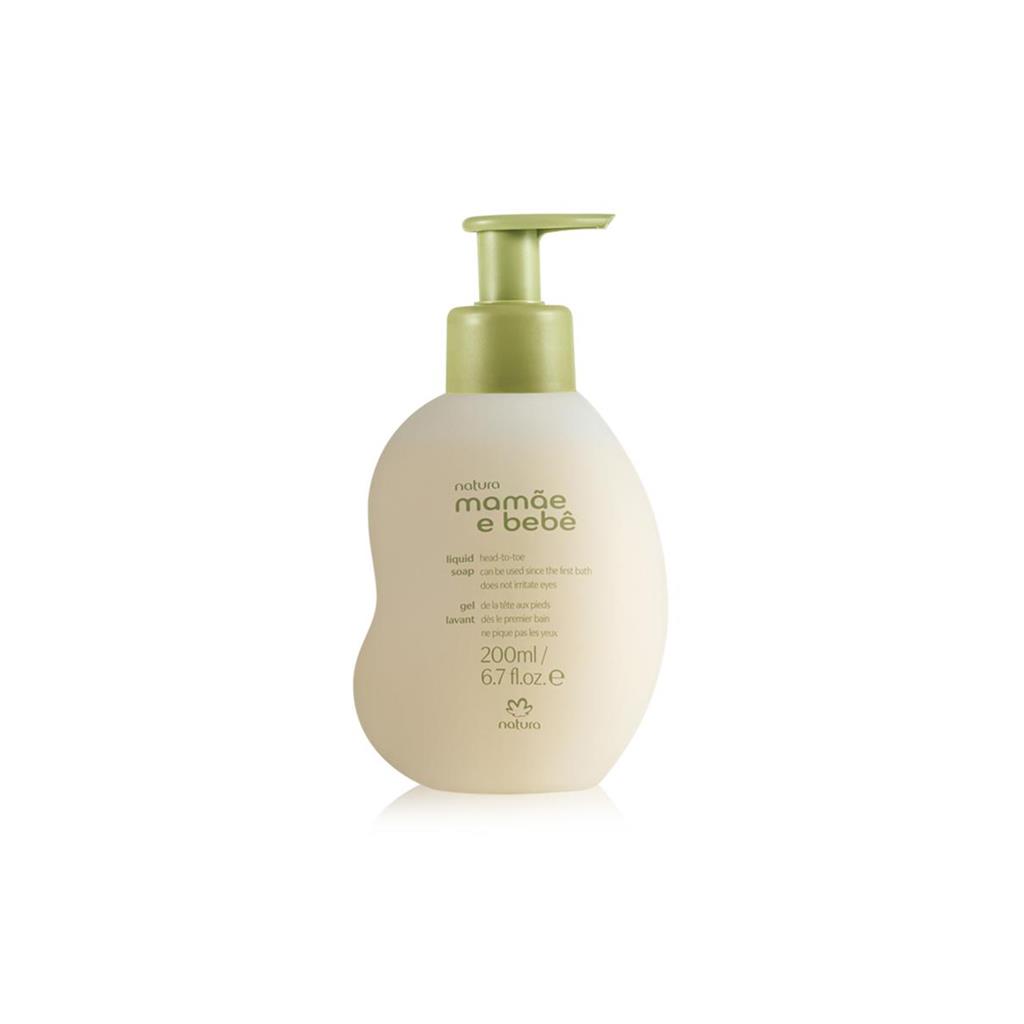 natura
mamãe
e bebê
liquid head-to-toe
soap can be used since the first bath
does not irritate eyes
gel de la tête aux pieds
lavant dès le premier bain
ne pique pas les yeux
200ml /
6.7 fl.oz. e
natura